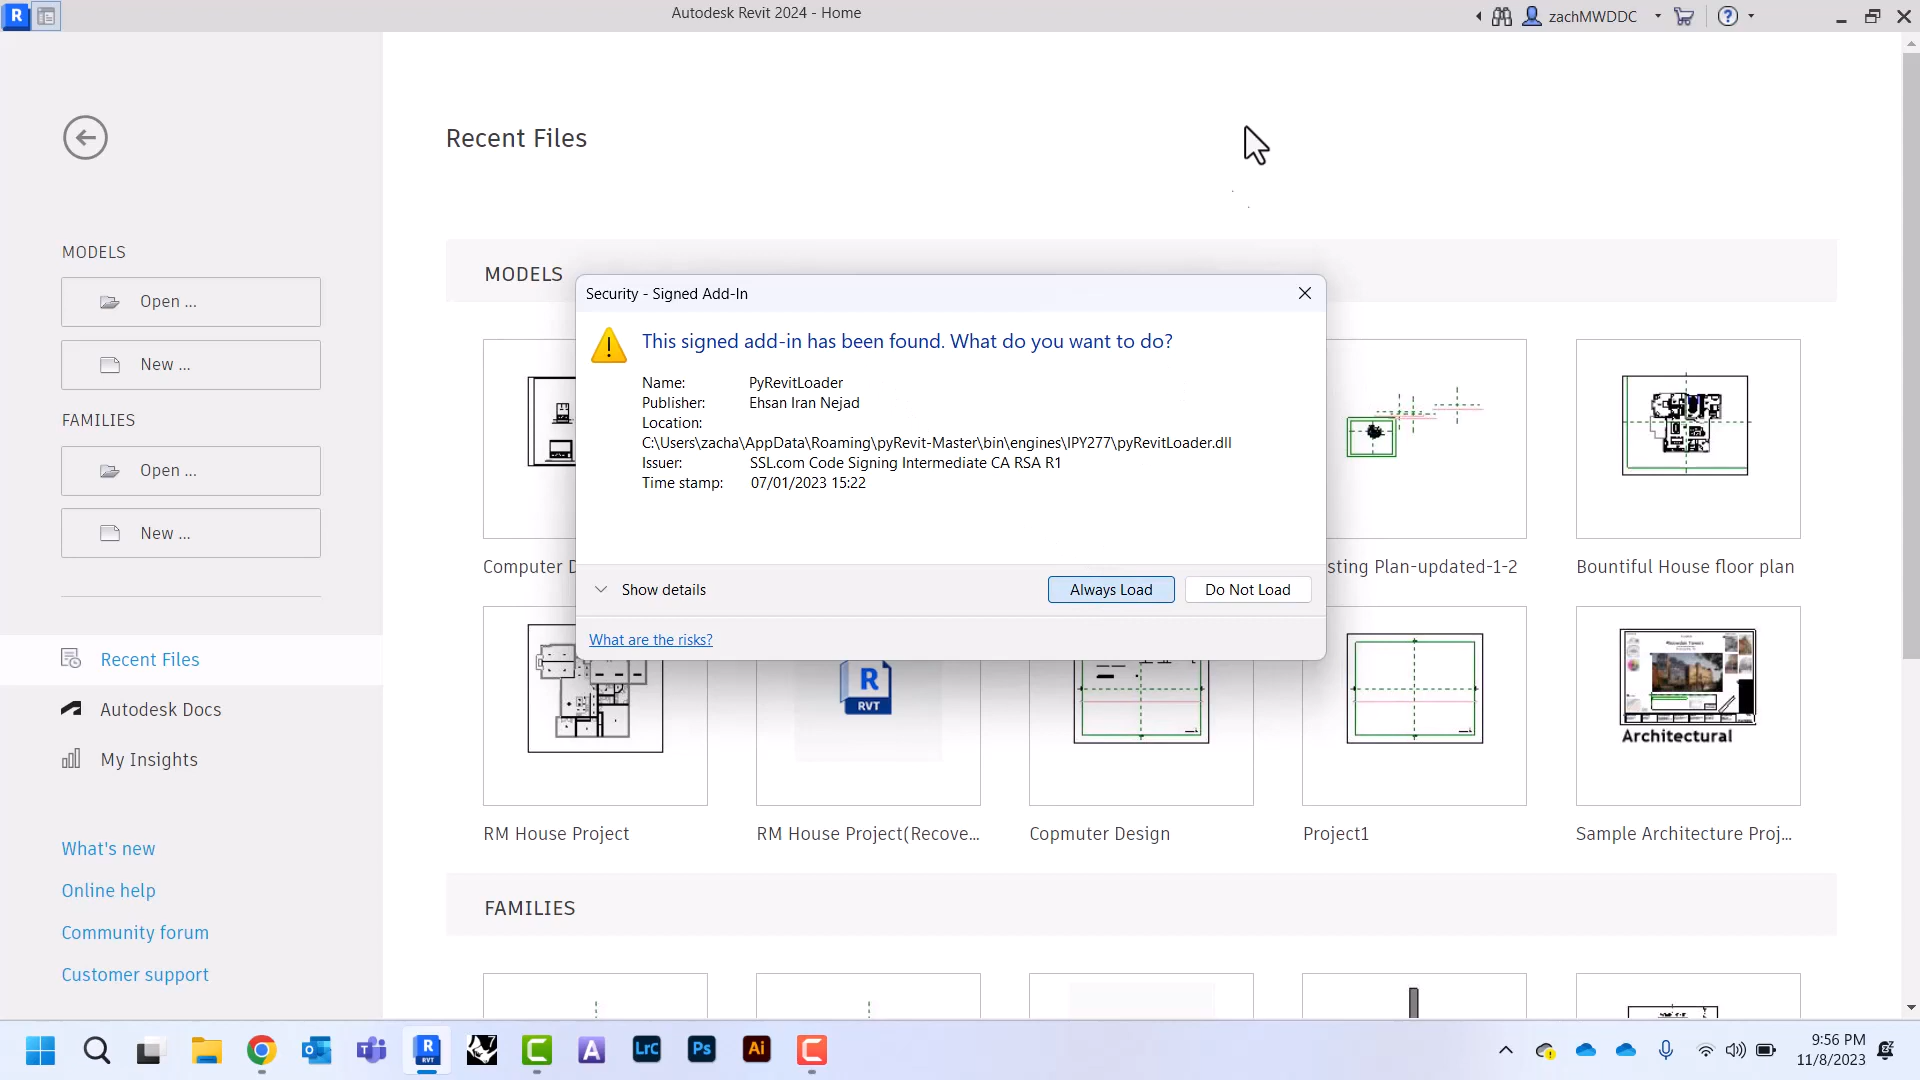 R
Autodesk Revit 2024 - Home
zachMWDDC
?
Recent Files
MODELS
Open ...
New ...
FAMILIES
Open ...
New ...
Recent Files
Autodesk Docs
My Insights
What's new
Online help
Community forum
Customer support
MODELS
Security - Signed Add-In
This signed add-in has been found. What do you want to do?
Name: PyRevitLoader
Publisher: Ehsan Iran Nejad
Location:
C:\Users\zacha\AppData\Roaming\pyRevit-Master\bin\engines\IPY277\pyRevitLoader.dll
Issuer: SSL.com Code Signing Intermediate CA RSA R1
Time stamp: 07/01/2023 15:22
Show details
Always Load
Do Not Load
What are the risks?
Computer D
sting Plan-updated-1-2
Bountiful House floor plan
R
RVT
Architectural
RM House Project
RM House Project(Recove...
Copmuter Design
Project1
Sample Architecture Proj...
FAMILIES
R
RVT
7
C
A
LrC
Ps
Ai
C
9:56 PM
11/8/2023